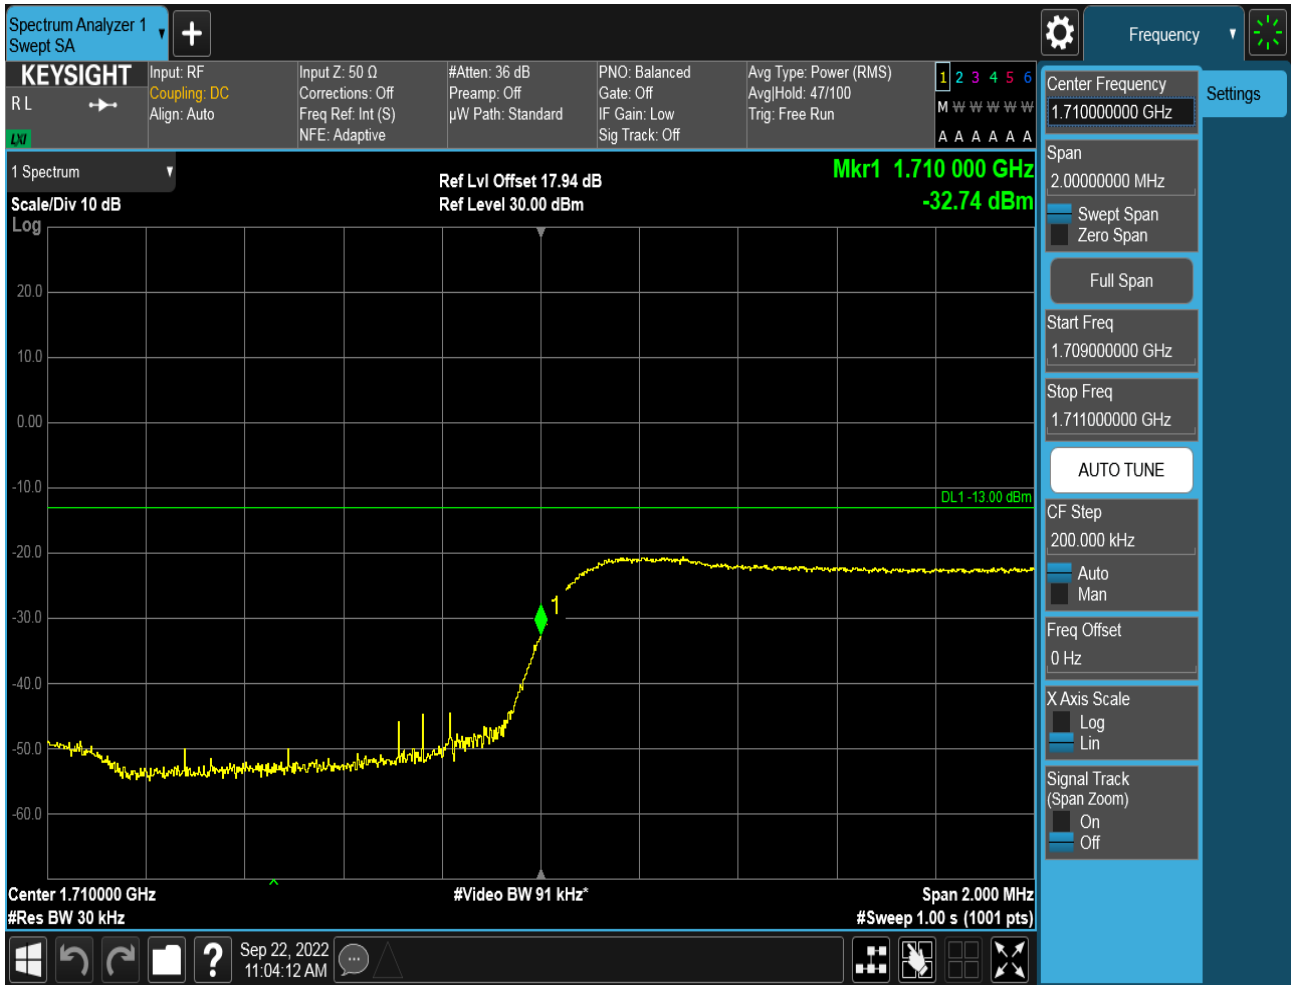 Spectrum Analyzer 1
Swept SA
Frequency
KEYSIGHT
R L
LXI
Input: RF
Coupling: DC
Align: Auto
Input Z: 50 Ω
Corrections: Off
Freq Ref: Int (S)
NFE: Adaptive
#Atten: 36 dB
Preamp: Off
µW Path: Standard
PNO: Balanced
Gate: Off
IF Gain: Low
Sig Track: Off
Avg Type: Power (RMS)
Avg|Hold: 47/100
Trig: Free Run
1 2 3 4 5 6
M W W W W W
A A A A A A
Center Frequency
1.710000000 GHz
Settings
1 Spectrum
Scale/Div 10 dB
Log
Ref Lvl Offset 17.94 dB
Ref Level 30.00 dBm
Mkr1 1.710 000 GHz
-32.74 dBm
20.0
10.0
0.00
-10.0
-20.0
-30.0
-40.0
-50.0
-60.0
DL1 -13.00 dBm
1
Center 1.710000 GHz
#Res BW 30 kHz
#Video BW 91 kHz*
Span 2.000 MHz
#Sweep 1.00 s (1001 pts)
Span
2.00000000 MHz
Swept Span
Zero Span
Full Span
Start Freq
1.709000000 GHz
Stop Freq
1.711000000 GHz
AUTO TUNE
CF Step
200.000 kHz
Auto
Man
Freq Offset
0 Hz
X Axis Scale
Log
Lin
Signal Track
(Span Zoom)
On
Off
?
Sep 22, 2022
11:04:12 AM